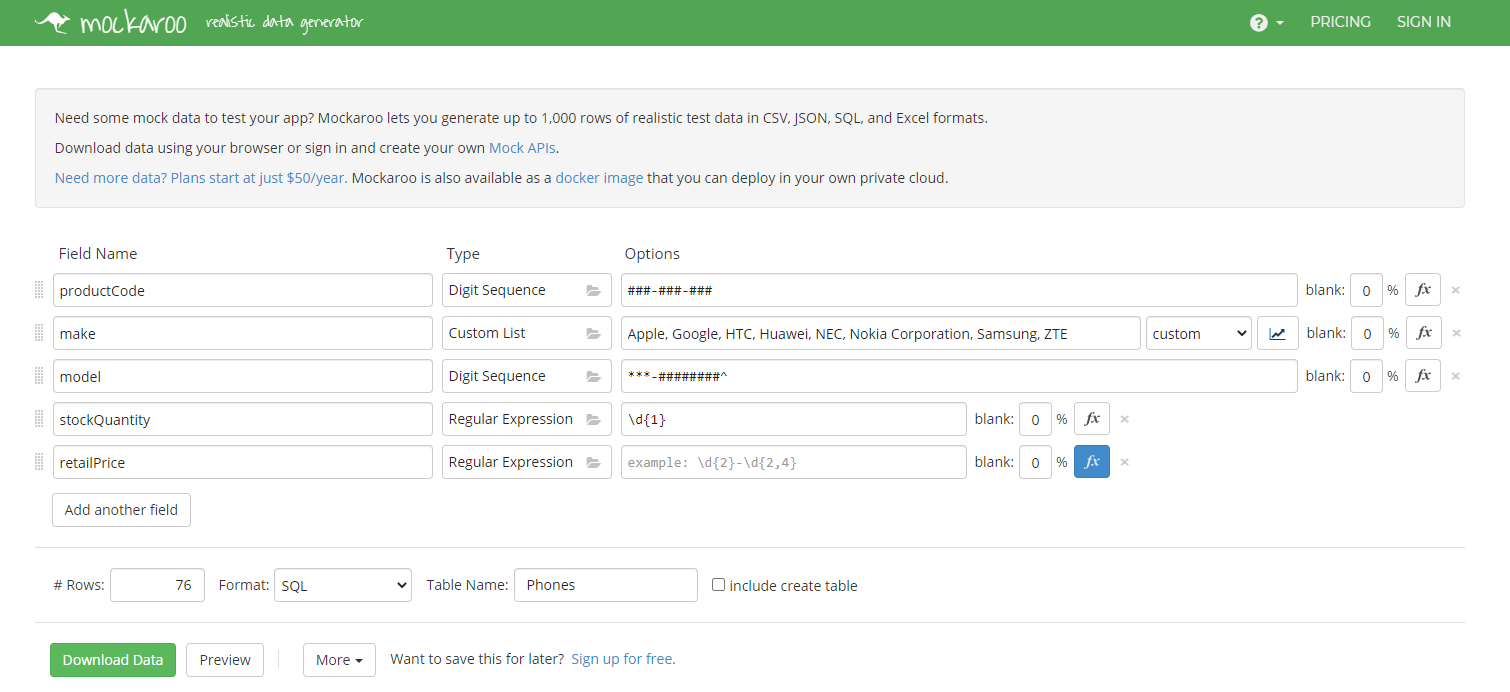 mockaroo realistic data generator ? PRICING SIGN IN
Need some mock data to test your app? Mockaroo lets you generate up to 1,000 rows of realistic test data in CSV, JSON, SQL, and Excel formats.
Download data using your browser or sign in and create your own Mock APIs.
Need more data? Plans start at just $50/year. Mockaroo is also available as a docker image that you can deploy in your own private cloud.
Field Name Type Options
productCode Digit Sequence ###-###-### blank: 0 % fx ×
make Custom List Apple, Google, HTC, Huawei, NEC, Nokia Corporation, Samsung, ZTE custom blank: 0 % fx ×
model Digit Sequence ***-########^ blank: 0 % fx ×
stockQuantity Regular Expression \d{1} blank: 0 % fx ×
retailPrice Regular Expression example: \d{2}-\d{2,4} blank: 0 % fx ×
Add another field
# Rows: 76 Format: SQL Table Name: Phones include create table
Download Data Preview More Want to save this for later? Sign up for free.